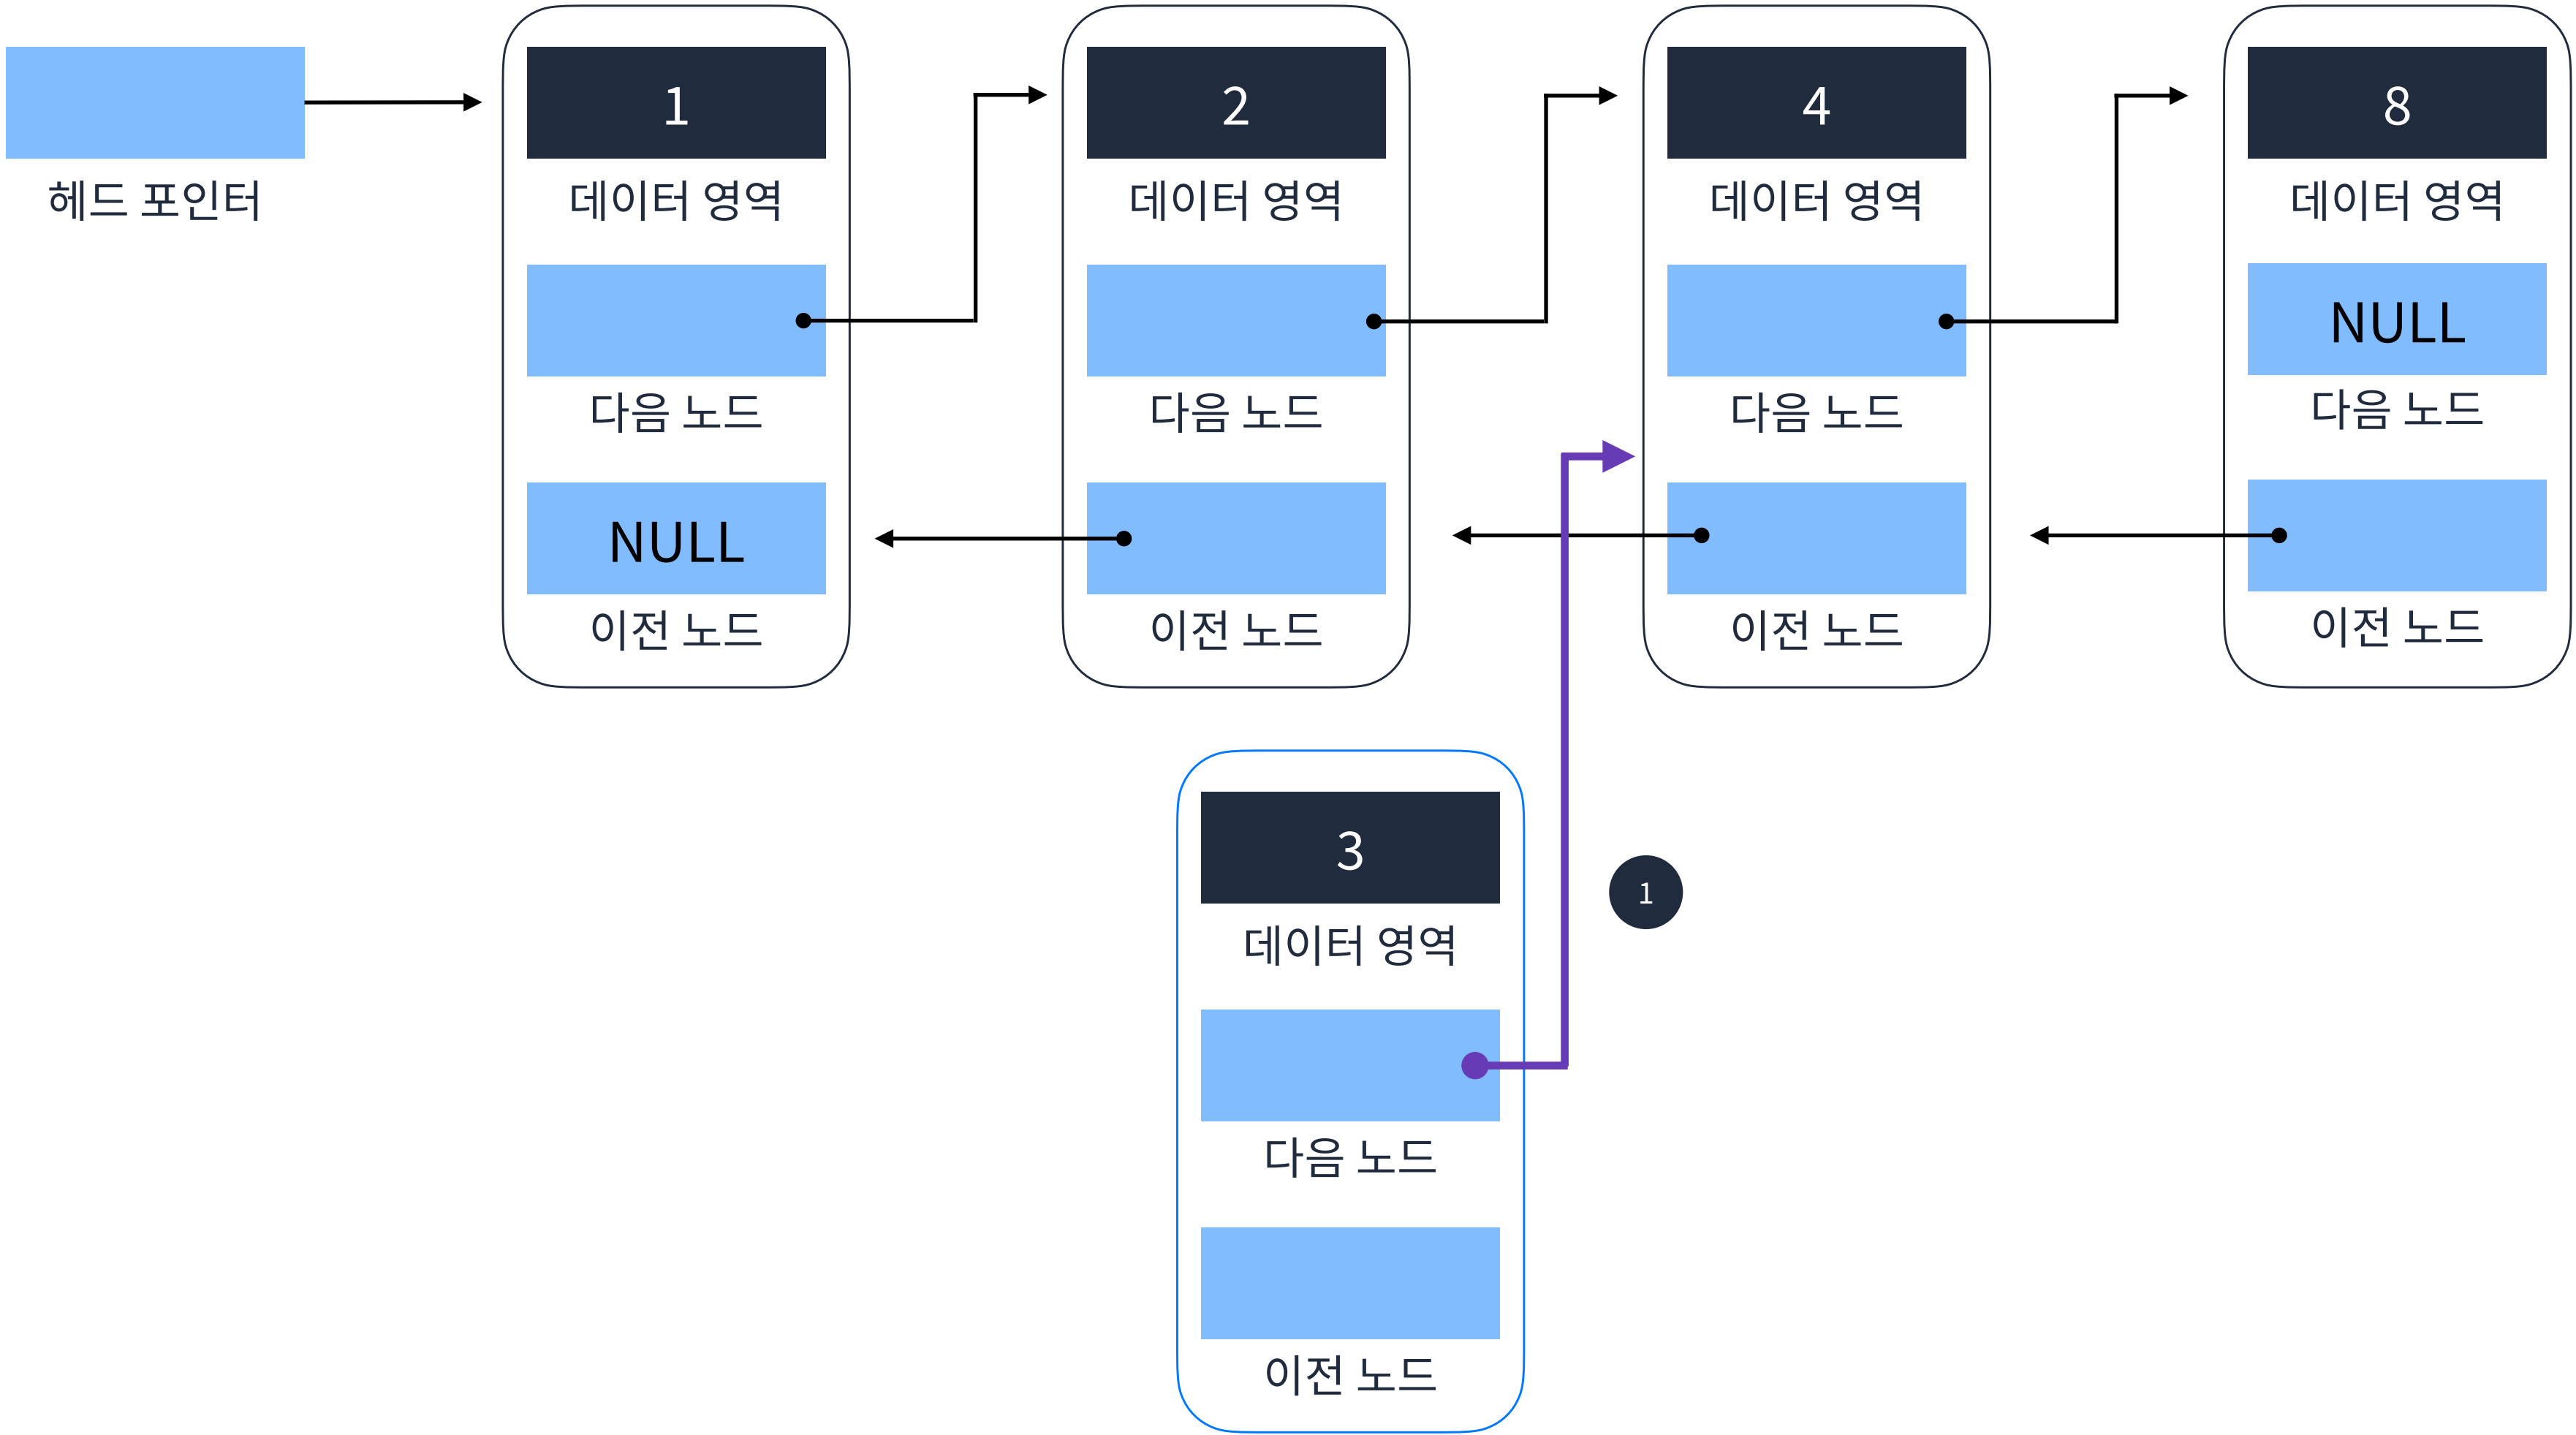 헤드 포인터
1
데이터 영역
다음 노드
NULL
이전 노드
2
데이터 영역
다음 노드
이전 노드
4
데이터 영역
다음 노드
이전 노드
8
데이터 영역
NULL
다음 노드
이전 노드
3
데이터 영역
다음 노드
이전 노드
1